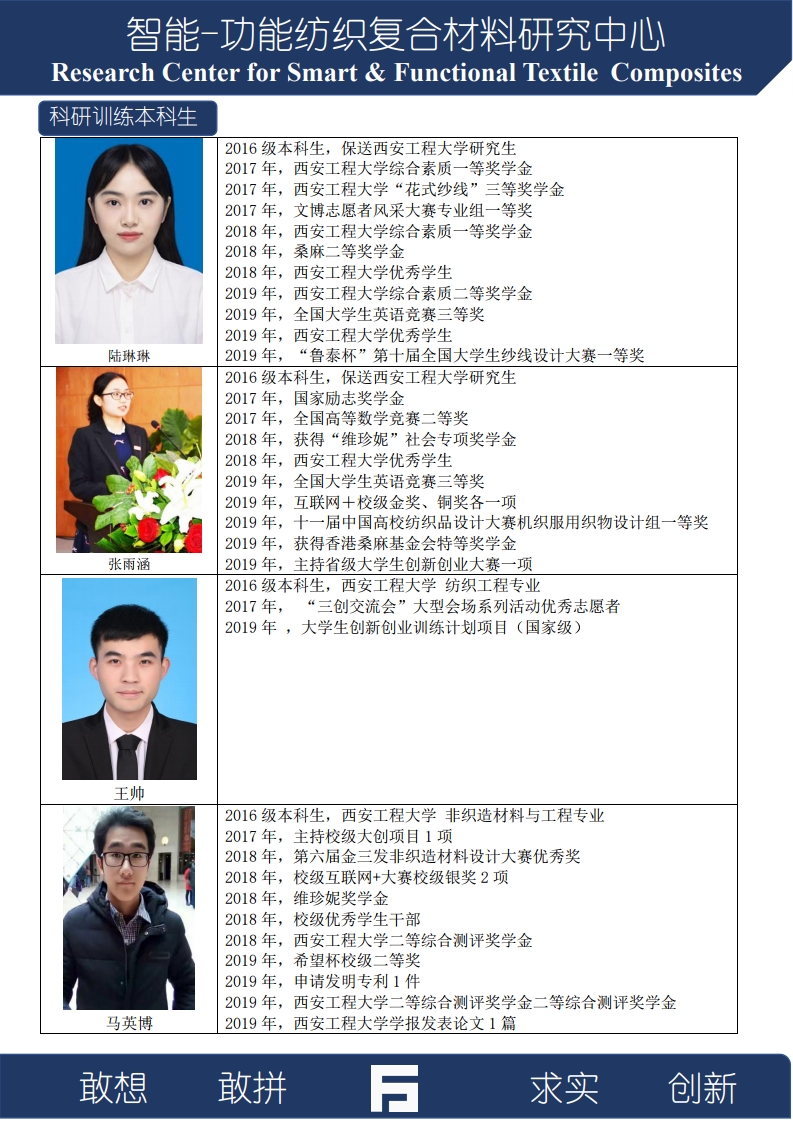 智能-功能纺织复合材料研究中心
Research Center for Smart & Functional Textile Composites
科研训练本科生
2016 级本科生，保送西安工程大学研究生
2017 年，西安工程大学综合素质一等奖学金
2017 年，西安工程大学“花式纱线”三等奖学金
2017 年，文博志愿者风采大赛专业组一等奖
2018 年，西安工程大学综合素质一等奖学金
2018 年，桑麻二等奖学金
2018 年，西安工程大学优秀学生
2019 年，西安工程大学综合素质二等奖学金
2019 年，全国大学生英语竞赛三等奖
2019 年，西安工程大学优秀学生
2019 年，“鲁泰杯”第十届全国大学生纱线设计大赛一等奖
陆琳琳
2016 级本科生，保送西安工程大学研究生
2017 年，国家励志奖学金
2017 年，全国高等数学竞赛二等奖
2018 年，获得“维珍妮”社会专项奖学金
2018 年，西安工程大学优秀学生
2019 年，全国大学生英语竞赛三等奖
2019 年，互联网＋校级金奖、铜奖各一项
2019 年，十一届中国高校纺织品设计大赛机织服用织物设计组一等奖
2019 年，获得香港桑麻基金会特等奖学金
2019 年，主持省级大学生创新创业大赛一项
张雨涵
2016 级本科生，西安工程大学 纺织工程专业
2017 年， “三创交流会”大型会场系列活动优秀志愿者
2019 年 ，大学生创新创业训练计划项目（国家级）
王帅
2016 级本科生，西安工程大学 非织造材料与工程专业
2017 年，主持校级大创项目 1 项
2018 年，第六届金三发非织造材料设计大赛优秀奖
2018 年，校级互联网+大赛校级银奖 2 项
2018 年，维珍妮奖学金
2018 年，校级优秀学生干部
2018 年，西安工程大学二等综合测评奖学金
2019 年，希望杯校级二等奖
2019 年，申请发明专利 1 件
2019 年，西安工程大学二等综合测评奖学金二等综合测评奖学金
2019 年，西安工程大学学报发表论文 1 篇
马英博
敢想 敢拼 求实 创新